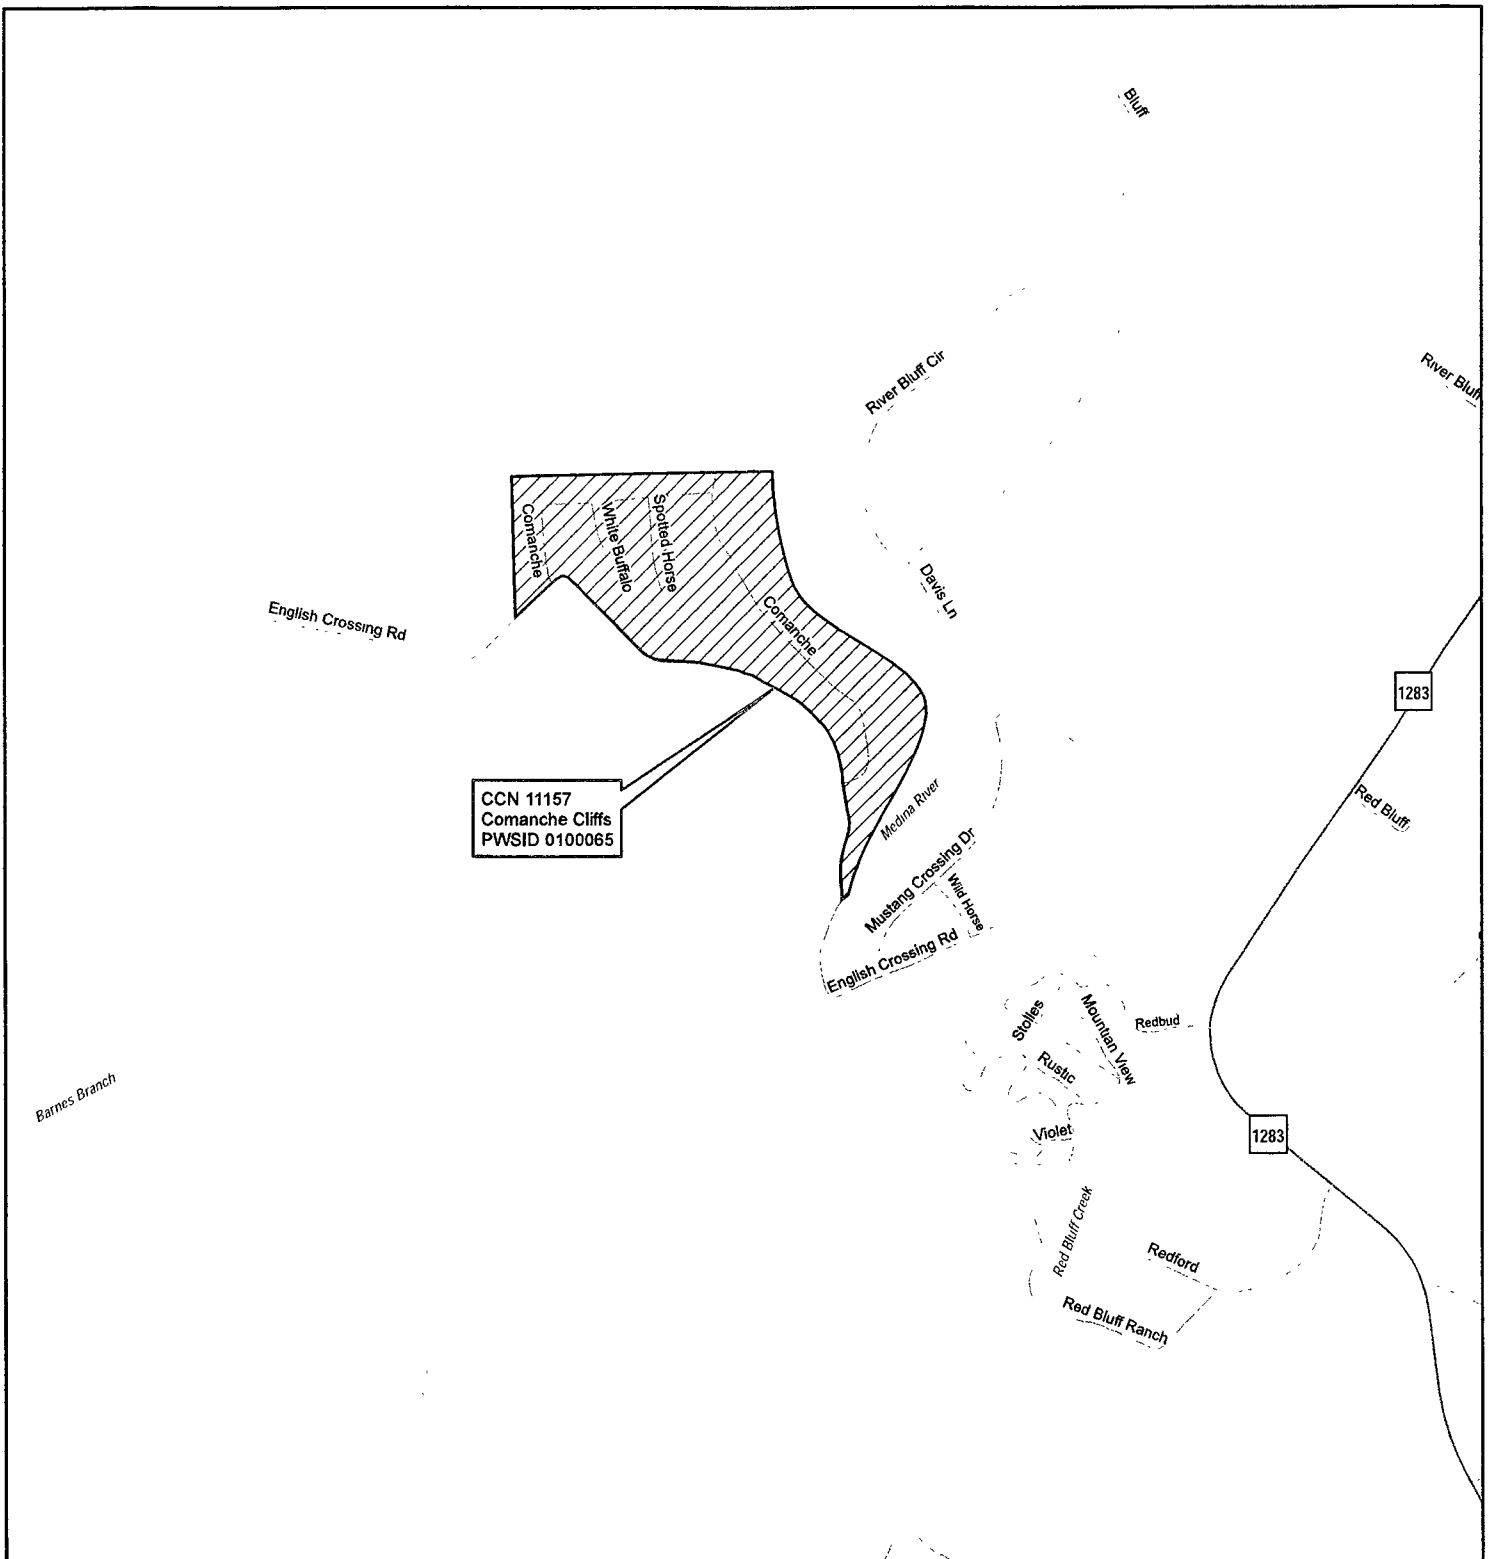 Bluff
River Bluff Cir
River Bluff
Comanche
White Buffalo
Spotted Horse
Davis Ln
English Crossing Rd
Comanche
1283
CCN 11157
Comanche Cliffs
PWSID 0100065
Medina River
Red Bluff
Mustang Crossing Dr
Wild Horse
English Crossing Rd
Stolles
Mountian View
Redbud
Rustic
Barnes Branch
Violet
1283
Red Bluff Creek
Redford
Red Bluff Ranch